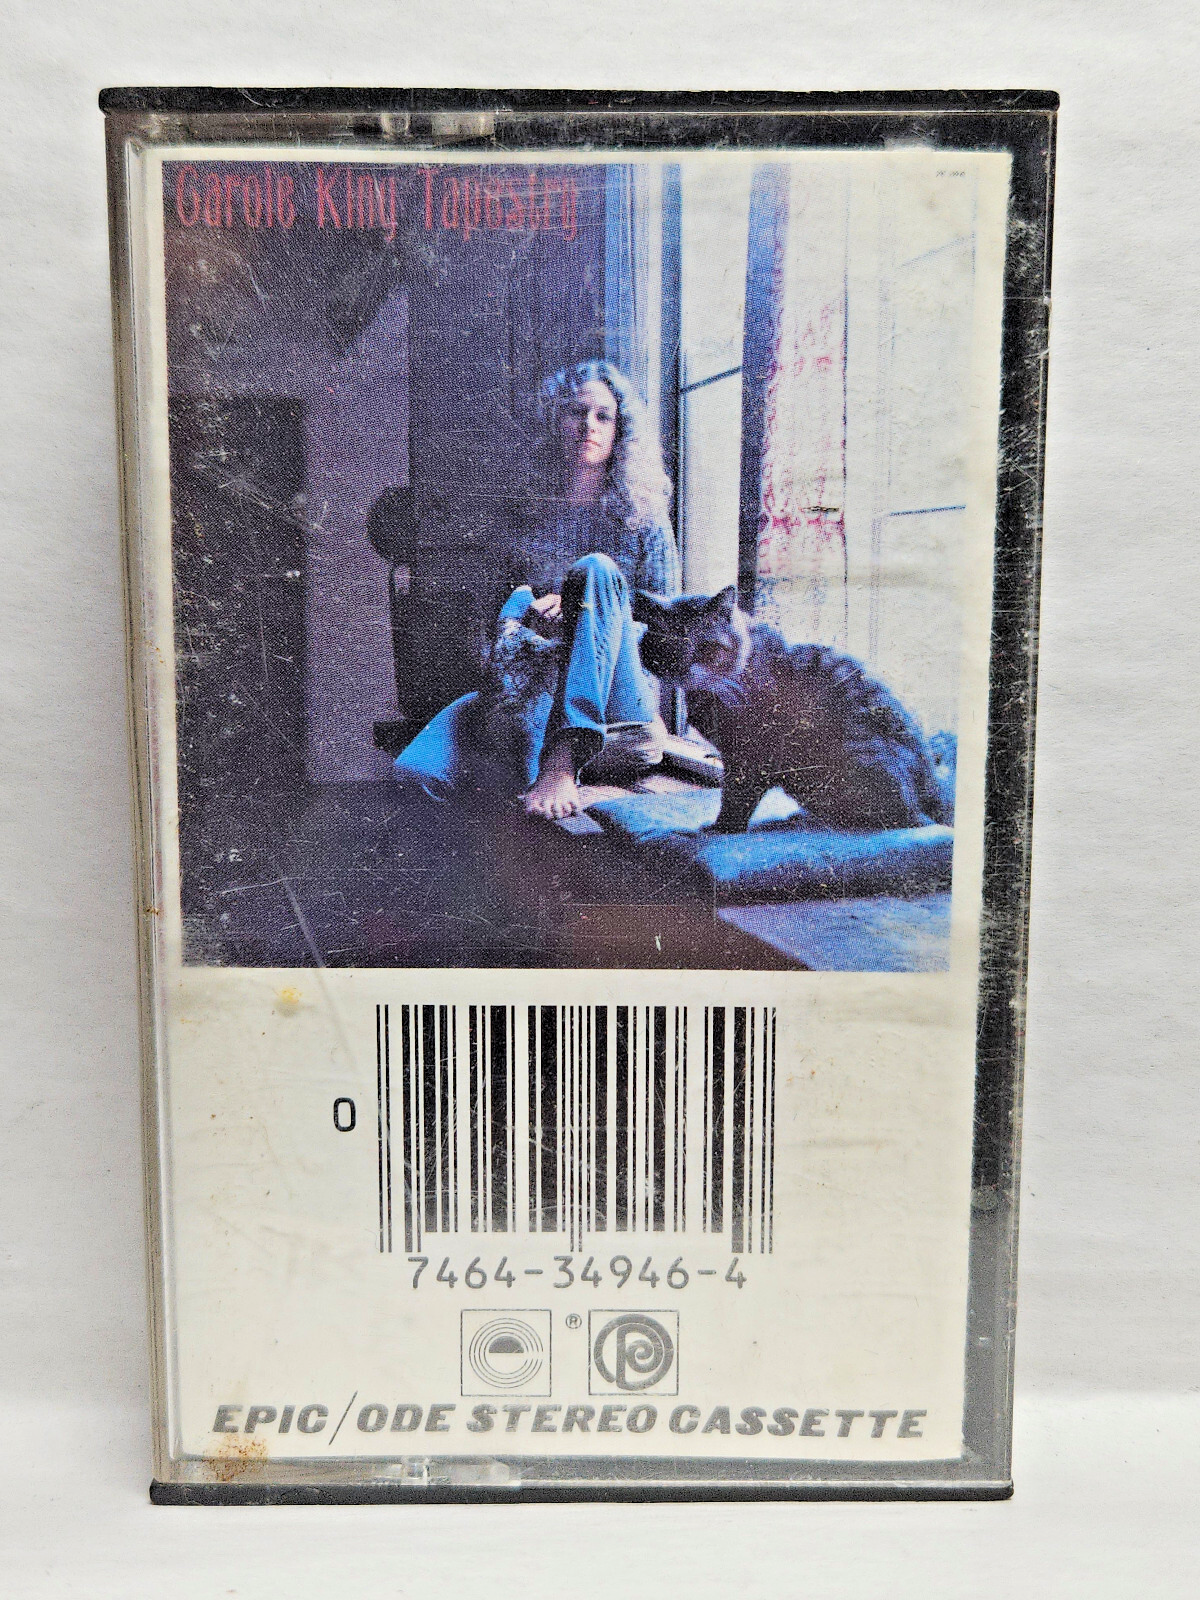 Carole King Tapestry
0
7464-34946-4
®
EPIC/ODE STEREO CASSETTE